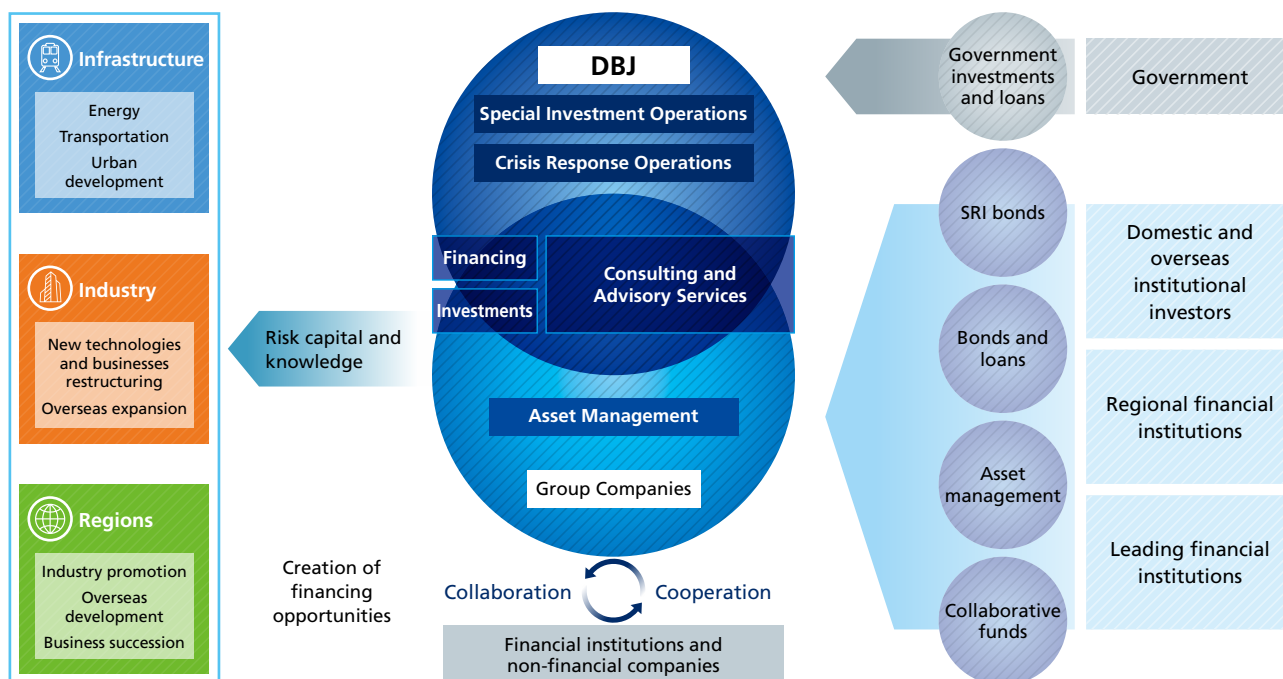 Infrastructure
Energy
Transportation
Urban
development
Industry
New technologies
and businesses
restructuring
Overseas expansion
Regions
Industry promotion
Overseas
development
Business succession
Risk capital and
knowledge
Creation of
financing
opportunities
DBJ
Special Investment Operations
Crisis Response Operations
Financing
Investments
Consulting and
Advisory Services
Asset Management
Group Companies
Collaboration
Cooperation
Financial institutions and
non-financial companies
Government
investments
and loans
Government
SRI bonds
Bonds and
loans
Asset
management
Collaborative
funds
Domestic and
overseas
institutional
investors
Regional financial
institutions
Leading financial
institutions